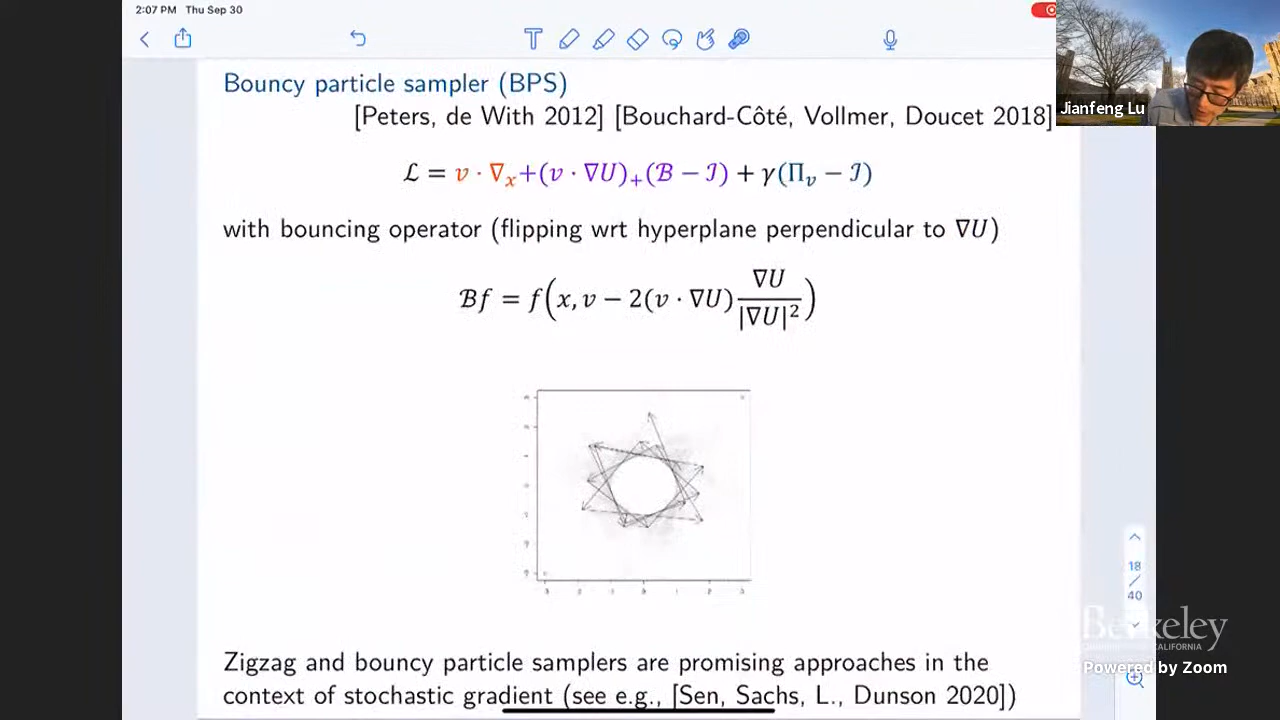 2:07 PM Thu Sep 30
Jianfeng Lu
Bouncy particle sampler (BPS)
[Peters, de With 2012] [Bouchard-Côté, Vollmer, Doucet 2018]
ℒ = v · ∇ₓ+(v · ∇U)₊(ℬ − ℐ) + γ(Πᵥ − ℐ)
with bouncing operator (flipping wrt hyperplane perpendicular to ∇U)
ℬf = f(x, v − 2(v · ∇U) ∇U/|∇U|²)
Zigzag and bouncy particle samplers are promising approaches in the
context of stochastic gradient (see e.g., [Sen, Sachs, L., Dunson 2020])
18
/
40
Berkeley
Powered by Zoom